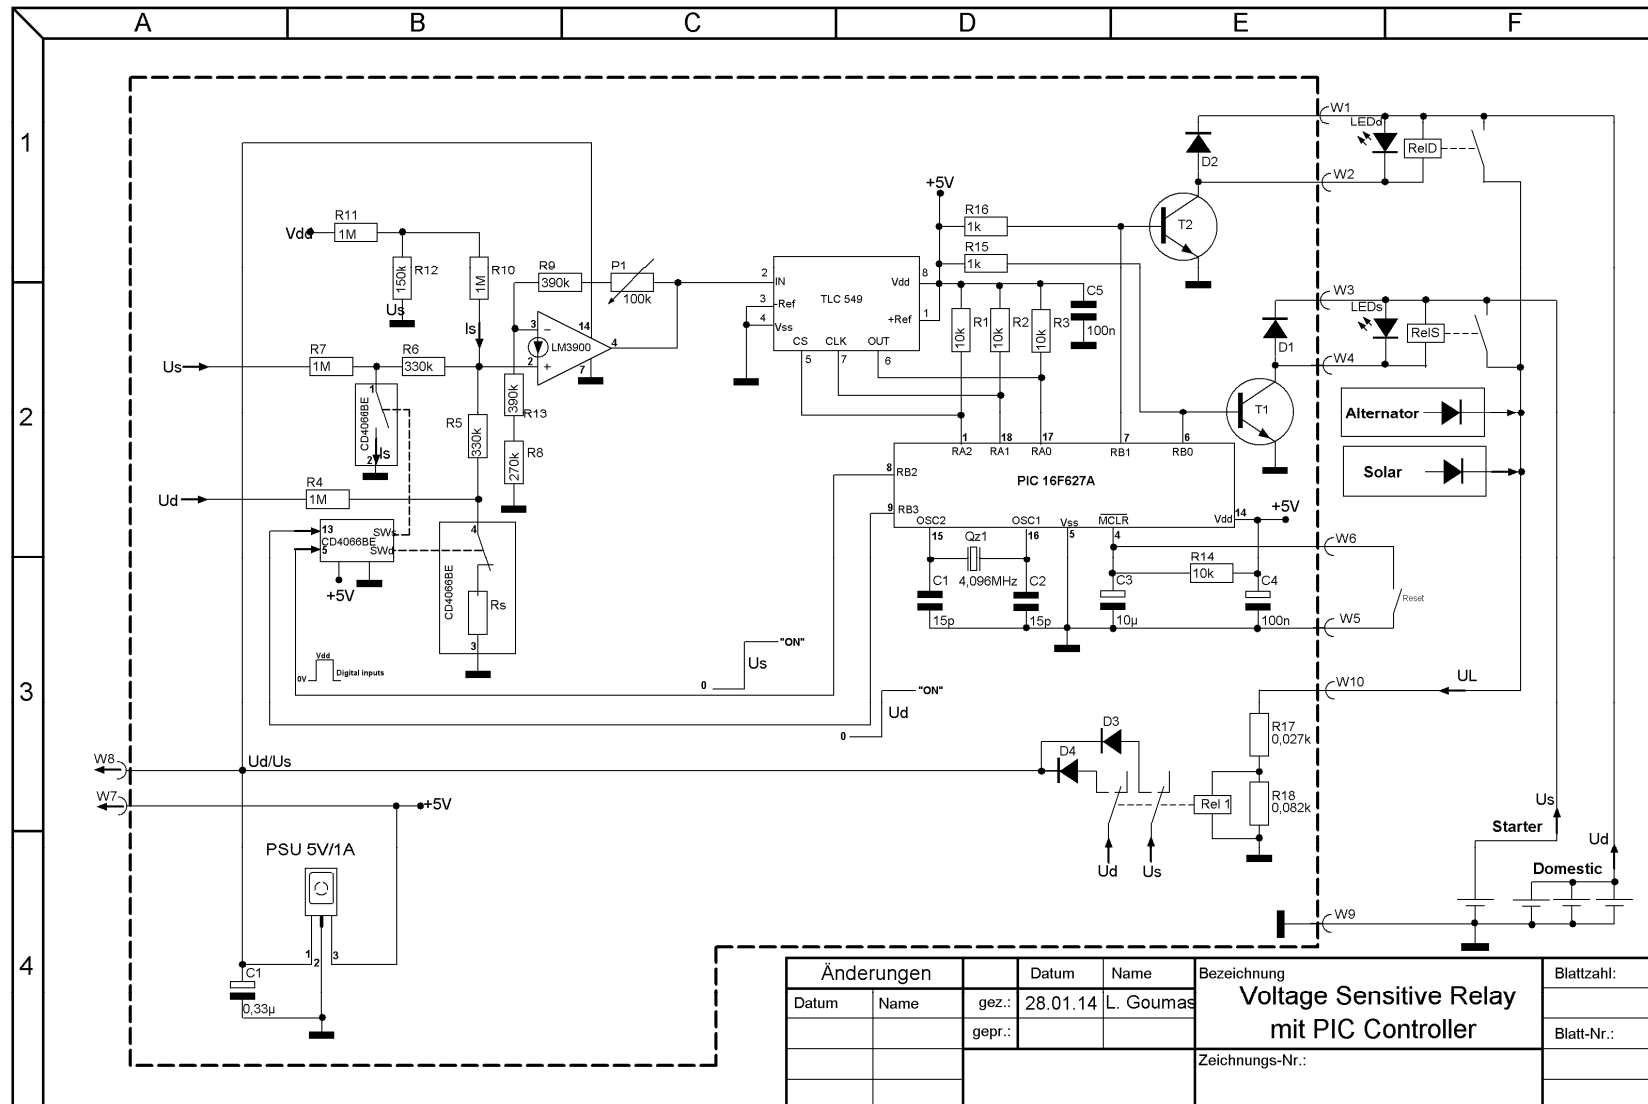 A B C D E F
1
2
3
4
W1
LEDd
RelD
D2
W2
+5V
R16
1k
T2
R11
Vdd
1M
R15
1k
R12
150k
R10
1M
R9
390k
P1
100k
Us
Is
2
IN
3
-Ref
4
Vss
TLC 549
8
Vdd
+Ref
1
CS
CLK
OUT
5
7
6
R1
10k
R2
10k
R3
10k
C5
100n
W3
LEDs
RelS
D1
W4
3
14
LM3900
4
2
7
Us
R7
1M
R6
330k
390k
R13
1
CD4066BE
Is
2
R5
330k
R8
270k
T1
Alternator
Solar
1
18
17
7
6
RA2
RA1
RA0
RB1
RB0
PIC 16F627A
8
RB2
9
RB3
OSC2
OSC1
Vss
MCLR
Vdd
14
+5V
15
16
5
4
Ud
R4
1M
13
SWs
CD4066BE
5
SWd
+5V
4
CD4066BE
Rs
3
Qz1
4,096MHz
C1
15p
C2
15p
C3
10µ
R14
10k
C4
100n
W6
Reset
W5
Vdd
0V
Digital inputs
"ON"
Us
0
"ON"
Ud
0
W10
UL
R17
0,027k
R18
0,082k
D3
D4
Rel 1
Ud
Us
W8
Ud/Us
W7
+5V
PSU 5V/1A
1
2
3
C1
0,33µ
Us
Starter
Ud
Domestic
W9
Änderungen
Datum
Name
Bezeichnung
Blattzahl:
Datum
Name
gez.:
28.01.14
L. Goumas
Voltage Sensitive Relay
gepr.:
mit PIC Controller
Blatt-Nr.:
Zeichnungs-Nr.: